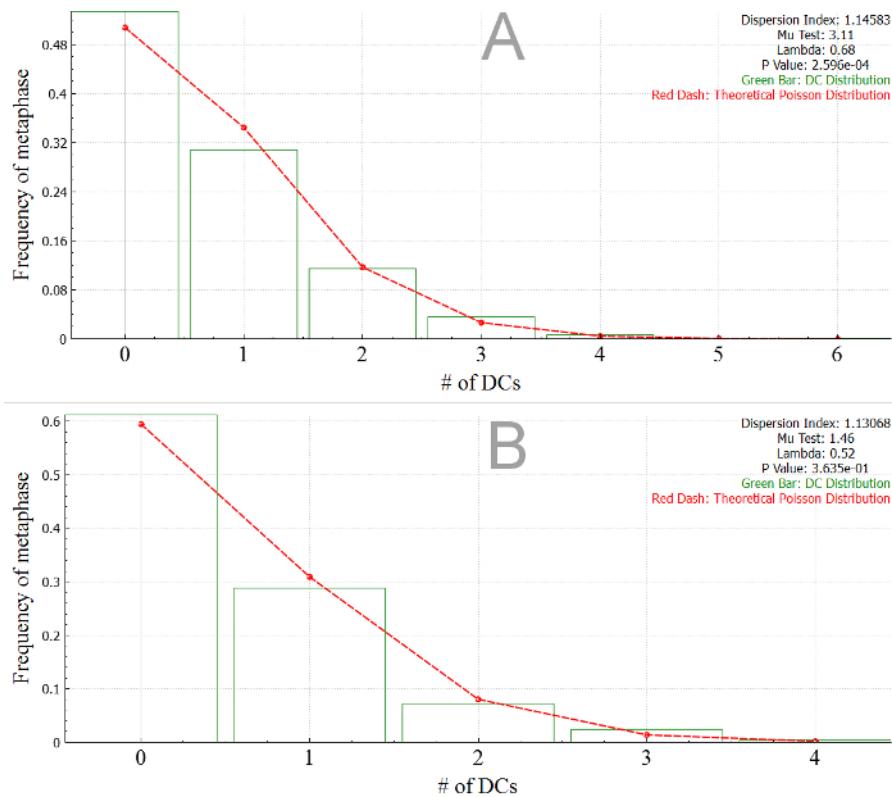 A
Dispersion Index: 1.14583
Mu Test: 3.11
Lambda: 0.68
P Value: 2.596e-04
Green Bar: DC Distribution
Red Dash: Theoretical Poisson Distribution
Frequency of metaphase
0.48
0.4
0.32
0.24
0.16
0.08
0
0 1 2 3 4 5 6
# of DCs
B
Dispersion Index: 1.13068
Mu Test: 1.46
Lambda: 0.52
P Value: 3.635e-01
Green Bar: DC Distribution
Red Dash: Theoretical Poisson Distribution
Frequency of metaphase
0.6
0.5
0.4
0.3
0.2
0.1
0
0 1 2 3 4
# of DCs